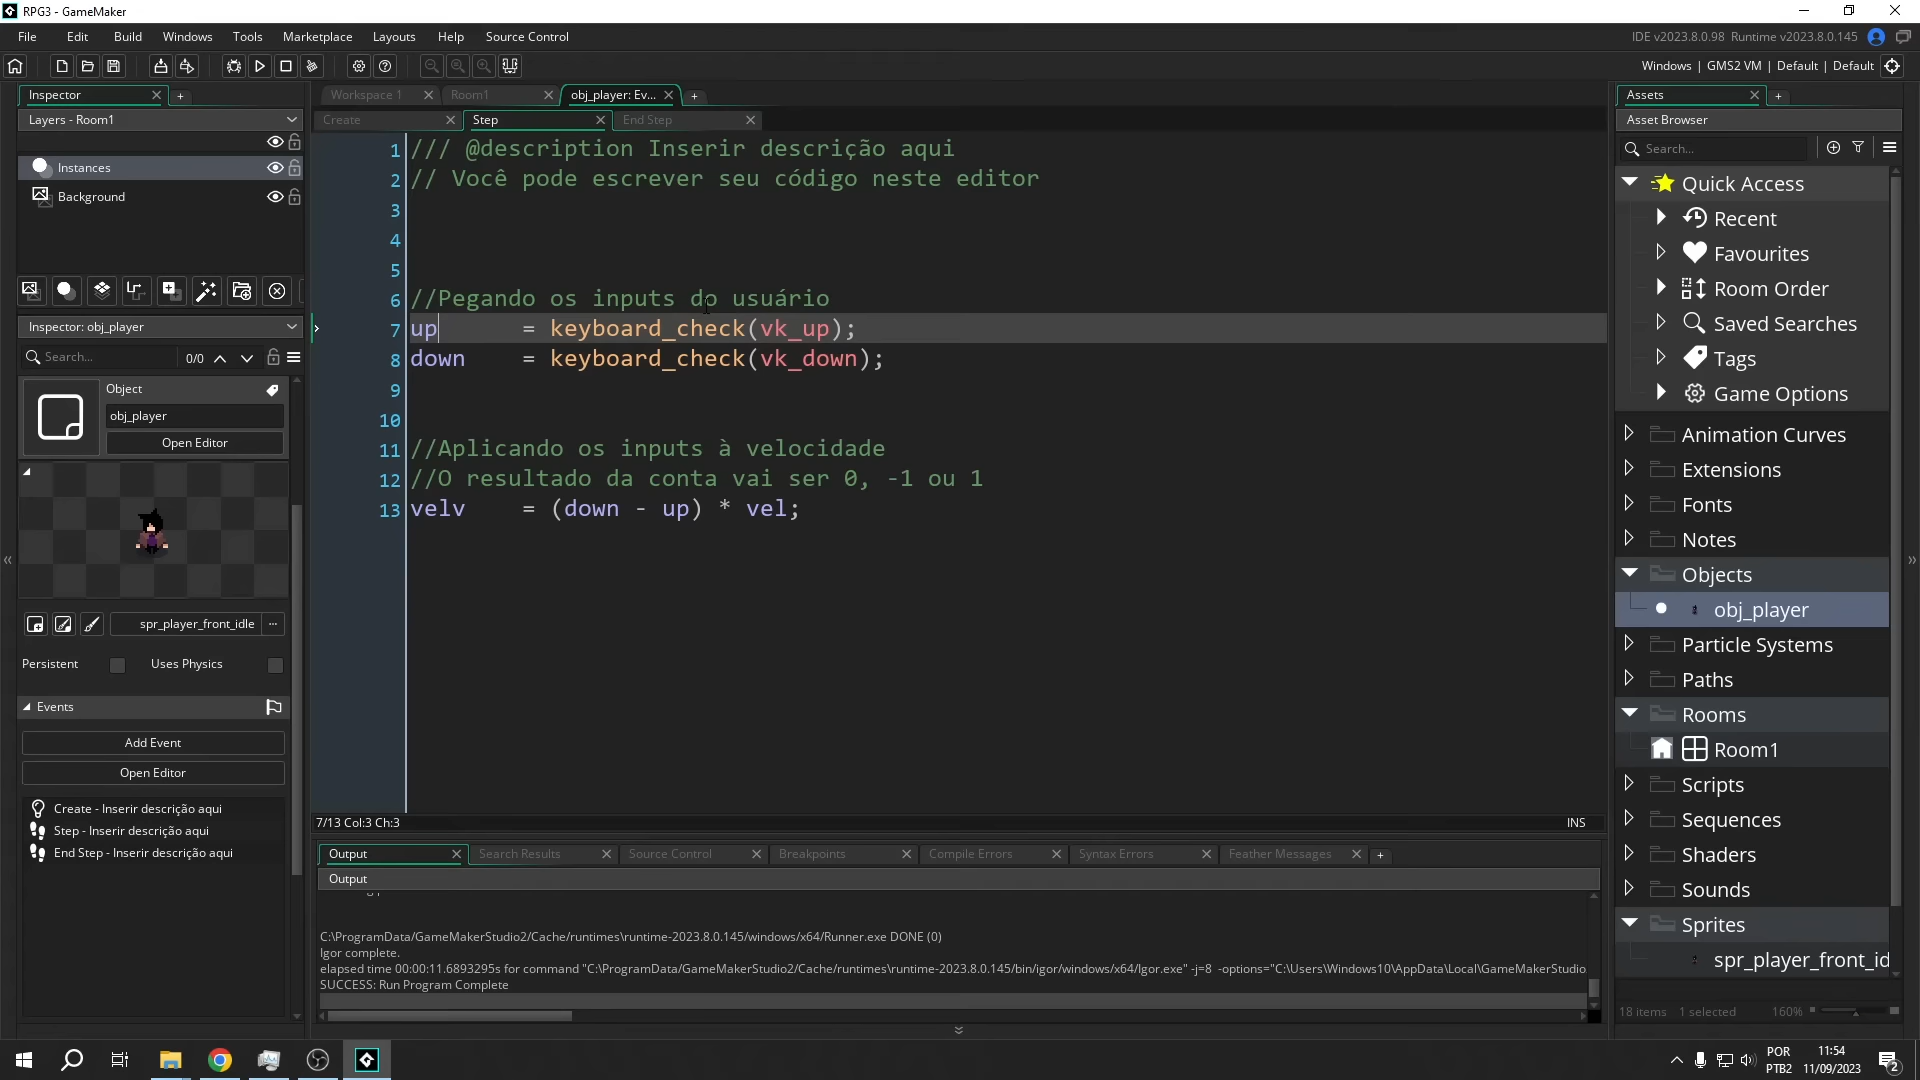 RPG3 - GameMaker
File Edit Build Windows Tools Marketplace Layouts Help Source Control
IDE v2023.8.0.98 Runtime v2023.8.0.145
Windows | GMS2 VM | Default | Default
Inspector
Layers - Room1
Instances
Background
Inspector: obj_player
Search... 0/0
Object
obj_player
Open Editor
spr_player_front_idle ...
Persistent Uses Physics
Events
Add Event
Open Editor
Create - Inserir descrição aqui
Step - Inserir descrição aqui
End Step - Inserir descrição aqui
Workspace 1 Room1 obj_player: Ev...
Create Step End Step
1 /// @description Inserir descrição aqui
2 // Você pode escrever seu código neste editor
3
4
5
6 //Pegando os inputs do usuário
7 up = keyboard_check(vk_up);
8 down = keyboard_check(vk_down);
9
10
11 //Aplicando os inputs à velocidade
12 //O resultado da conta vai ser 0, -1 ou 1
13 velv = (down - up) * vel;
7/13 Col:3 Ch:3 INS
Output Search Results Source Control Breakpoints Compile Errors Syntax Errors Feather Messages
Output
C:\ProgramData/GameMakerStudio2/Cache/runtimes\runtime-2023.8.0.145/windows/x64/Runner.exe DONE (0)
Igor complete.
elapsed time 00:00:11.6893295s for command "C:\ProgramData/GameMakerStudio2/Cache/runtimes\runtime-2023.8.0.145/bin/igor/windows/x64/Igor.exe" -j=8 -options="C:\Users\Windows10\AppData\Local\GameMakerStudio
SUCCESS: Run Program Complete
Assets
Asset Browser
Search...
Quick Access
Recent
Favourites
Room Order
Saved Searches
Tags
Game Options
Animation Curves
Extensions
Fonts
Notes
Objects
obj_player
Particle Systems
Paths
Rooms
Room1
Scripts
Sequences
Shaders
Sounds
Sprites
spr_player_front_id
18 items 1 selected 160%
POR
PTB2
11:54
11/09/2023
2